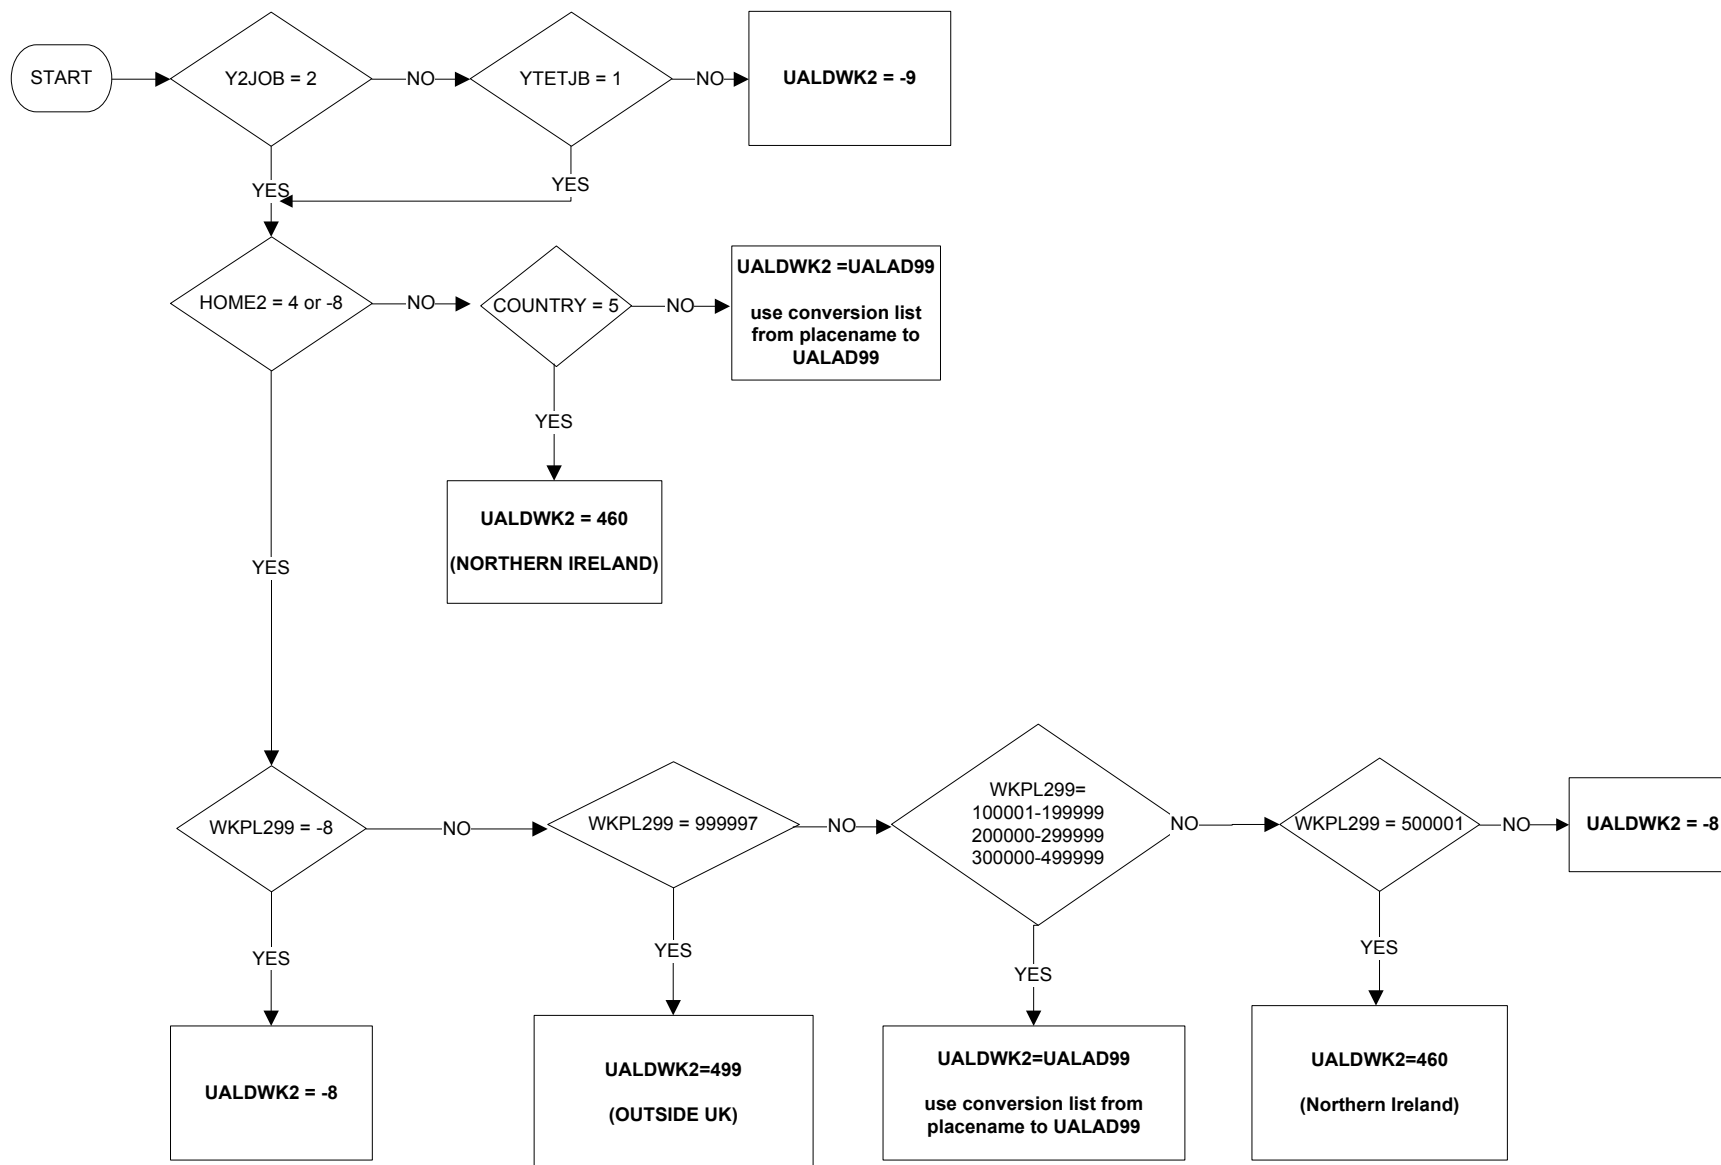 START
Y2JOB = 2
NO
YTETJB = 1
NO
UALDWK2 = -9
YES
YES
HOME2 = 4 or -8
NO
COUNTRY = 5
NO
UALDWK2 =UALAD99
use conversion list
from placename to
UALAD99
YES
UALDWK2 = 460
(NORTHERN IRELAND)
YES
WKPL299 = -8
NO
WKPL299 = 999997
NO
WKPL299=
100001-199999
200000-299999
300000-499999
NO
WKPL299 = 500001
NO
UALDWK2 = -8
YES
YES
YES
YES
UALDWK2 = -8
UALDWK2=499
(OUTSIDE UK)
UALDWK2=UALAD99
use conversion list from
placename to UALAD99
UALDWK2=460
(Northern Ireland)